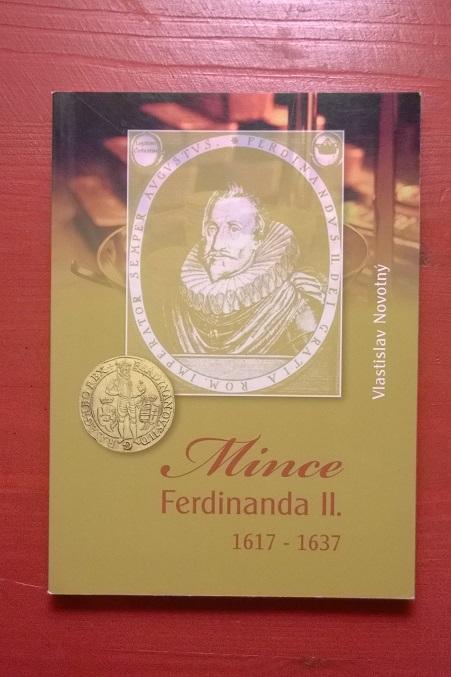 FERDINANDVS II DEI GRATIA ROM. IMPERATOR SEMPER AVGVSTVS.
Vlastislav Novotný
Mince
Ferdinanda II.
1617 - 1637